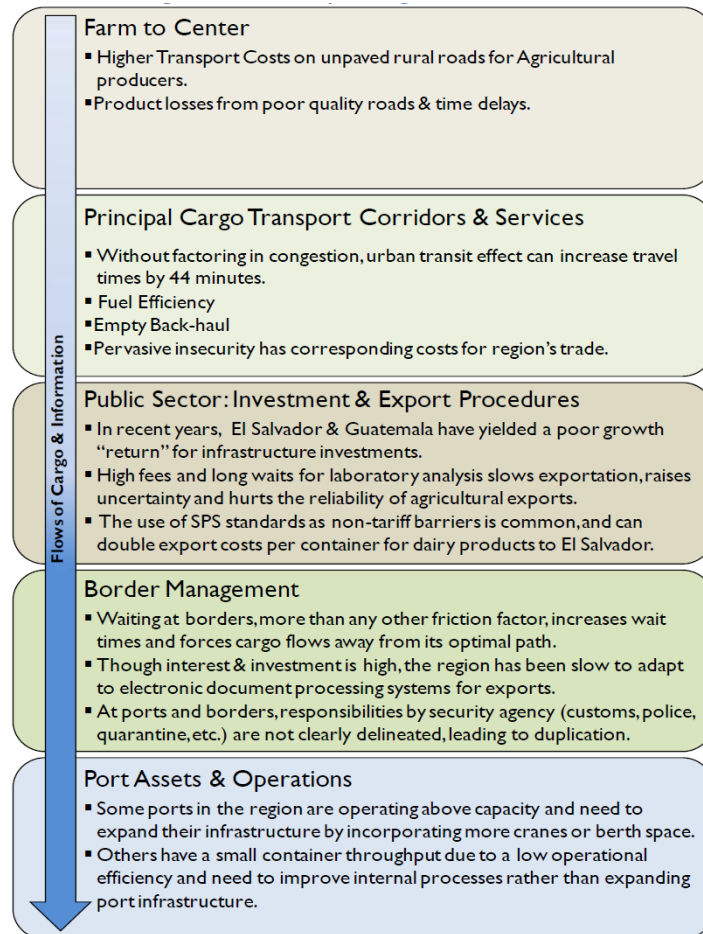 Farm to Center
▪ Higher Transport Costs on unpaved rural roads for Agricultural
producers.
▪Product losses from poor quality roads & time delays.
Principal Cargo Transport Corridors & Services
▪ Without factoring in congestion, urban transit effect can increase travel
times by 44 minutes.
▪ Fuel Efficiency
▪Empty Back-haul
▪Pervasive insecurity has corresponding costs for region's trade.
Flows of Cargo & Information
Public Sector: Investment & Export Procedures
▪ In recent years, El Salvador & Guatemala have yielded a poor growth
"return" for infrastructure investments.
▪ High fees and long waits for laboratory analysis slows exportation, raises
uncertainty and hurts the reliability of agricultural exports.
▪ The use of SPS standards as non-tariff barriers is common, and can
double export costs per container for dairy products to El Salvador.
Border Management
▪ Waiting at borders, more than any other friction factor, increases wait
times and forces cargo flows away from its optimal path.
▪ Though interest & investment is high, the region has been slow to adapt
to electronic document processing systems for exports.
▪ At ports and borders, responsibilities by security agency (customs, police,
quarantine, etc.) are not clearly delineated, leading to duplication.
Port Assets & Operations
▪ Some ports in the region are operating above capacity and need to
expand their infrastructure by incorporating more cranes or berth space.
▪ Others have a small container throughput due to a low operational
efficiency and need to improve internal processes rather than expanding
port infrastructure.